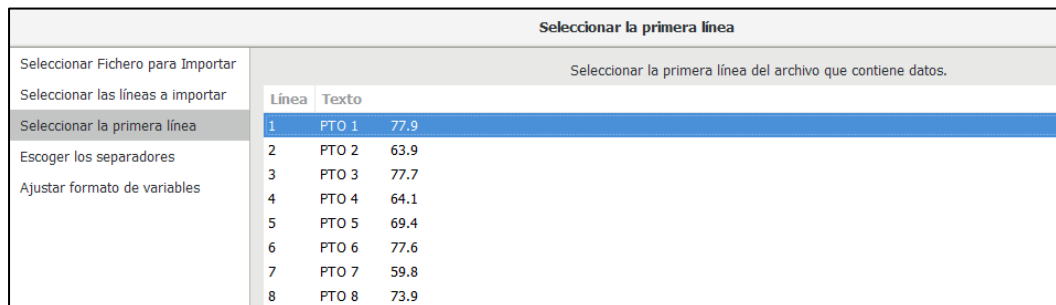 Seleccionar la primera línea
Seleccionar Fichero para Importar
Seleccionar las líneas a importar
Seleccionar la primera línea
Escoger los separadores
Ajustar formato de variables
Seleccionar la primera línea del archivo que contiene datos.
Línea Texto
1 PTO 1 77.9
2 PTO 2 63.9
3 PTO 3 77.7
4 PTO 4 64.1
5 PTO 5 69.4
6 PTO 6 77.6
7 PTO 7 59.8
8 PTO 8 73.9